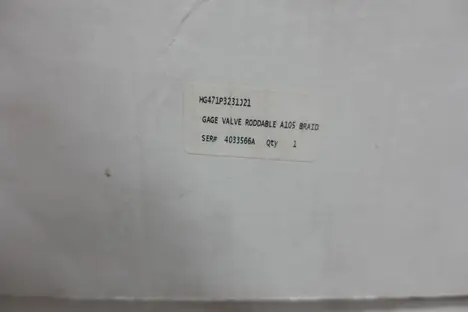 HG471P3231J21
GAGE VALVE RODDABLE A105 BRAID
SER# 4033566A Qty 1